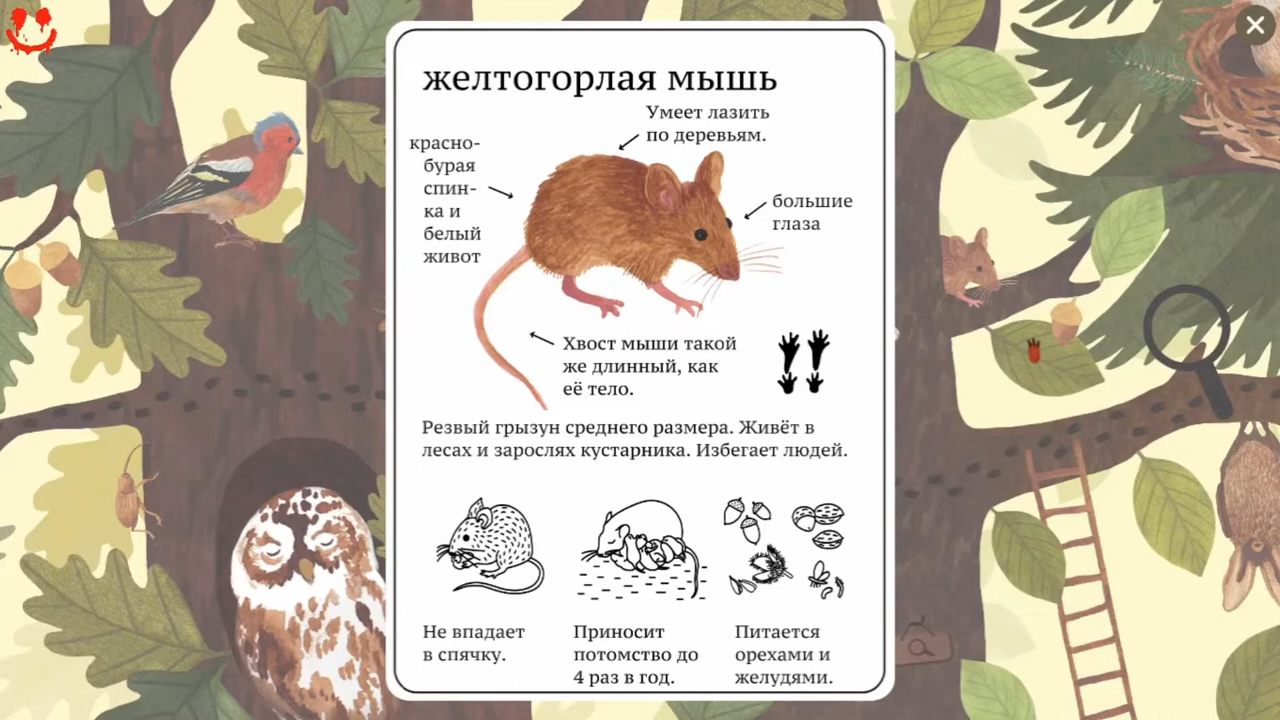 желтогорлая мышь
Умеет лазить
по деревьям.
красно-
бурая
спин-
ка и
белый
живот
большие
глаза
Хвост мыши такой
же длинный, как
её тело.
Резвый грызун среднего размера. Живёт в
лесах и зарослях кустарника. Избегает людей.
Не впадает
в спячку.
Приносит
потомство до
4 раз в год.
Питается
орехами и
желудями.